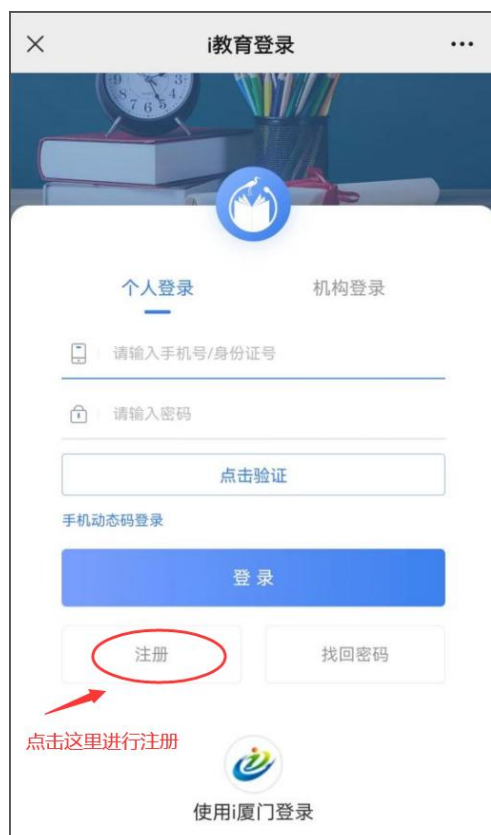 i教育登录
个人登录 机构登录
请输入手机号/身份证号
请输入密码
点击验证
手机动态码登录
登录
注册 找回密码
点击这里进行注册
使用i厦门登录